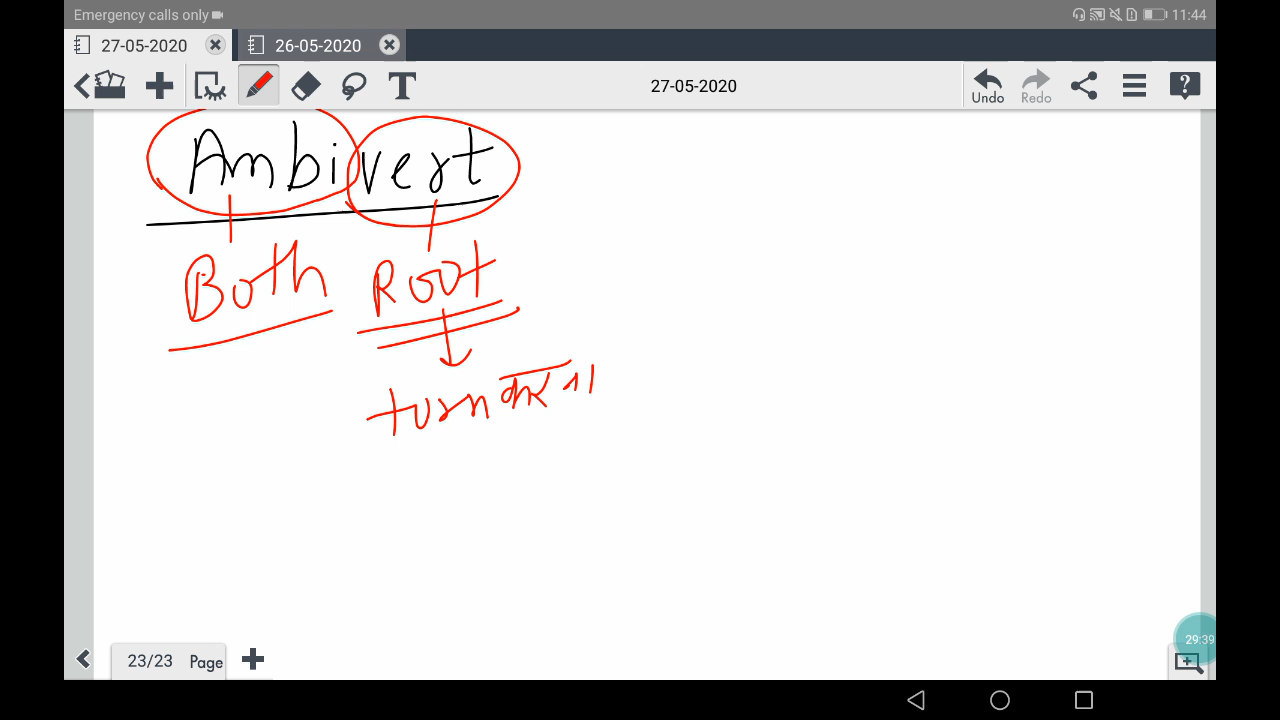 Emergency calls only 11:44
27-05-2020 26-05-2020
27-05-2020 Undo Redo
Ambivert
Both Root
turn करना
29:39
23/23 Page